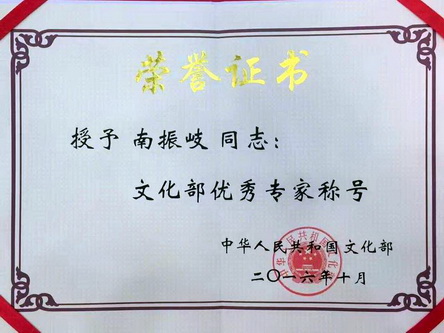 荣誉证书
授予 南振岐 同志：
文化部优秀专家称号
中华人民共和国文化部
二〇一六年十月